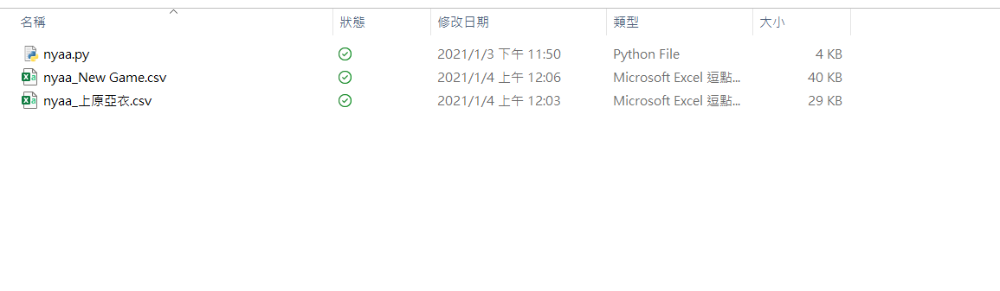 名稱 狀態 修改日期 類型 大小
nyaa.py 2021/1/3 下午 11:50 Python File 4 KB
nyaa_New Game.csv 2021/1/4 上午 12:06 Microsoft Excel 逗點... 40 KB
nyaa_上原亞衣.csv 2021/1/4 上午 12:03 Microsoft Excel 逗點... 29 KB